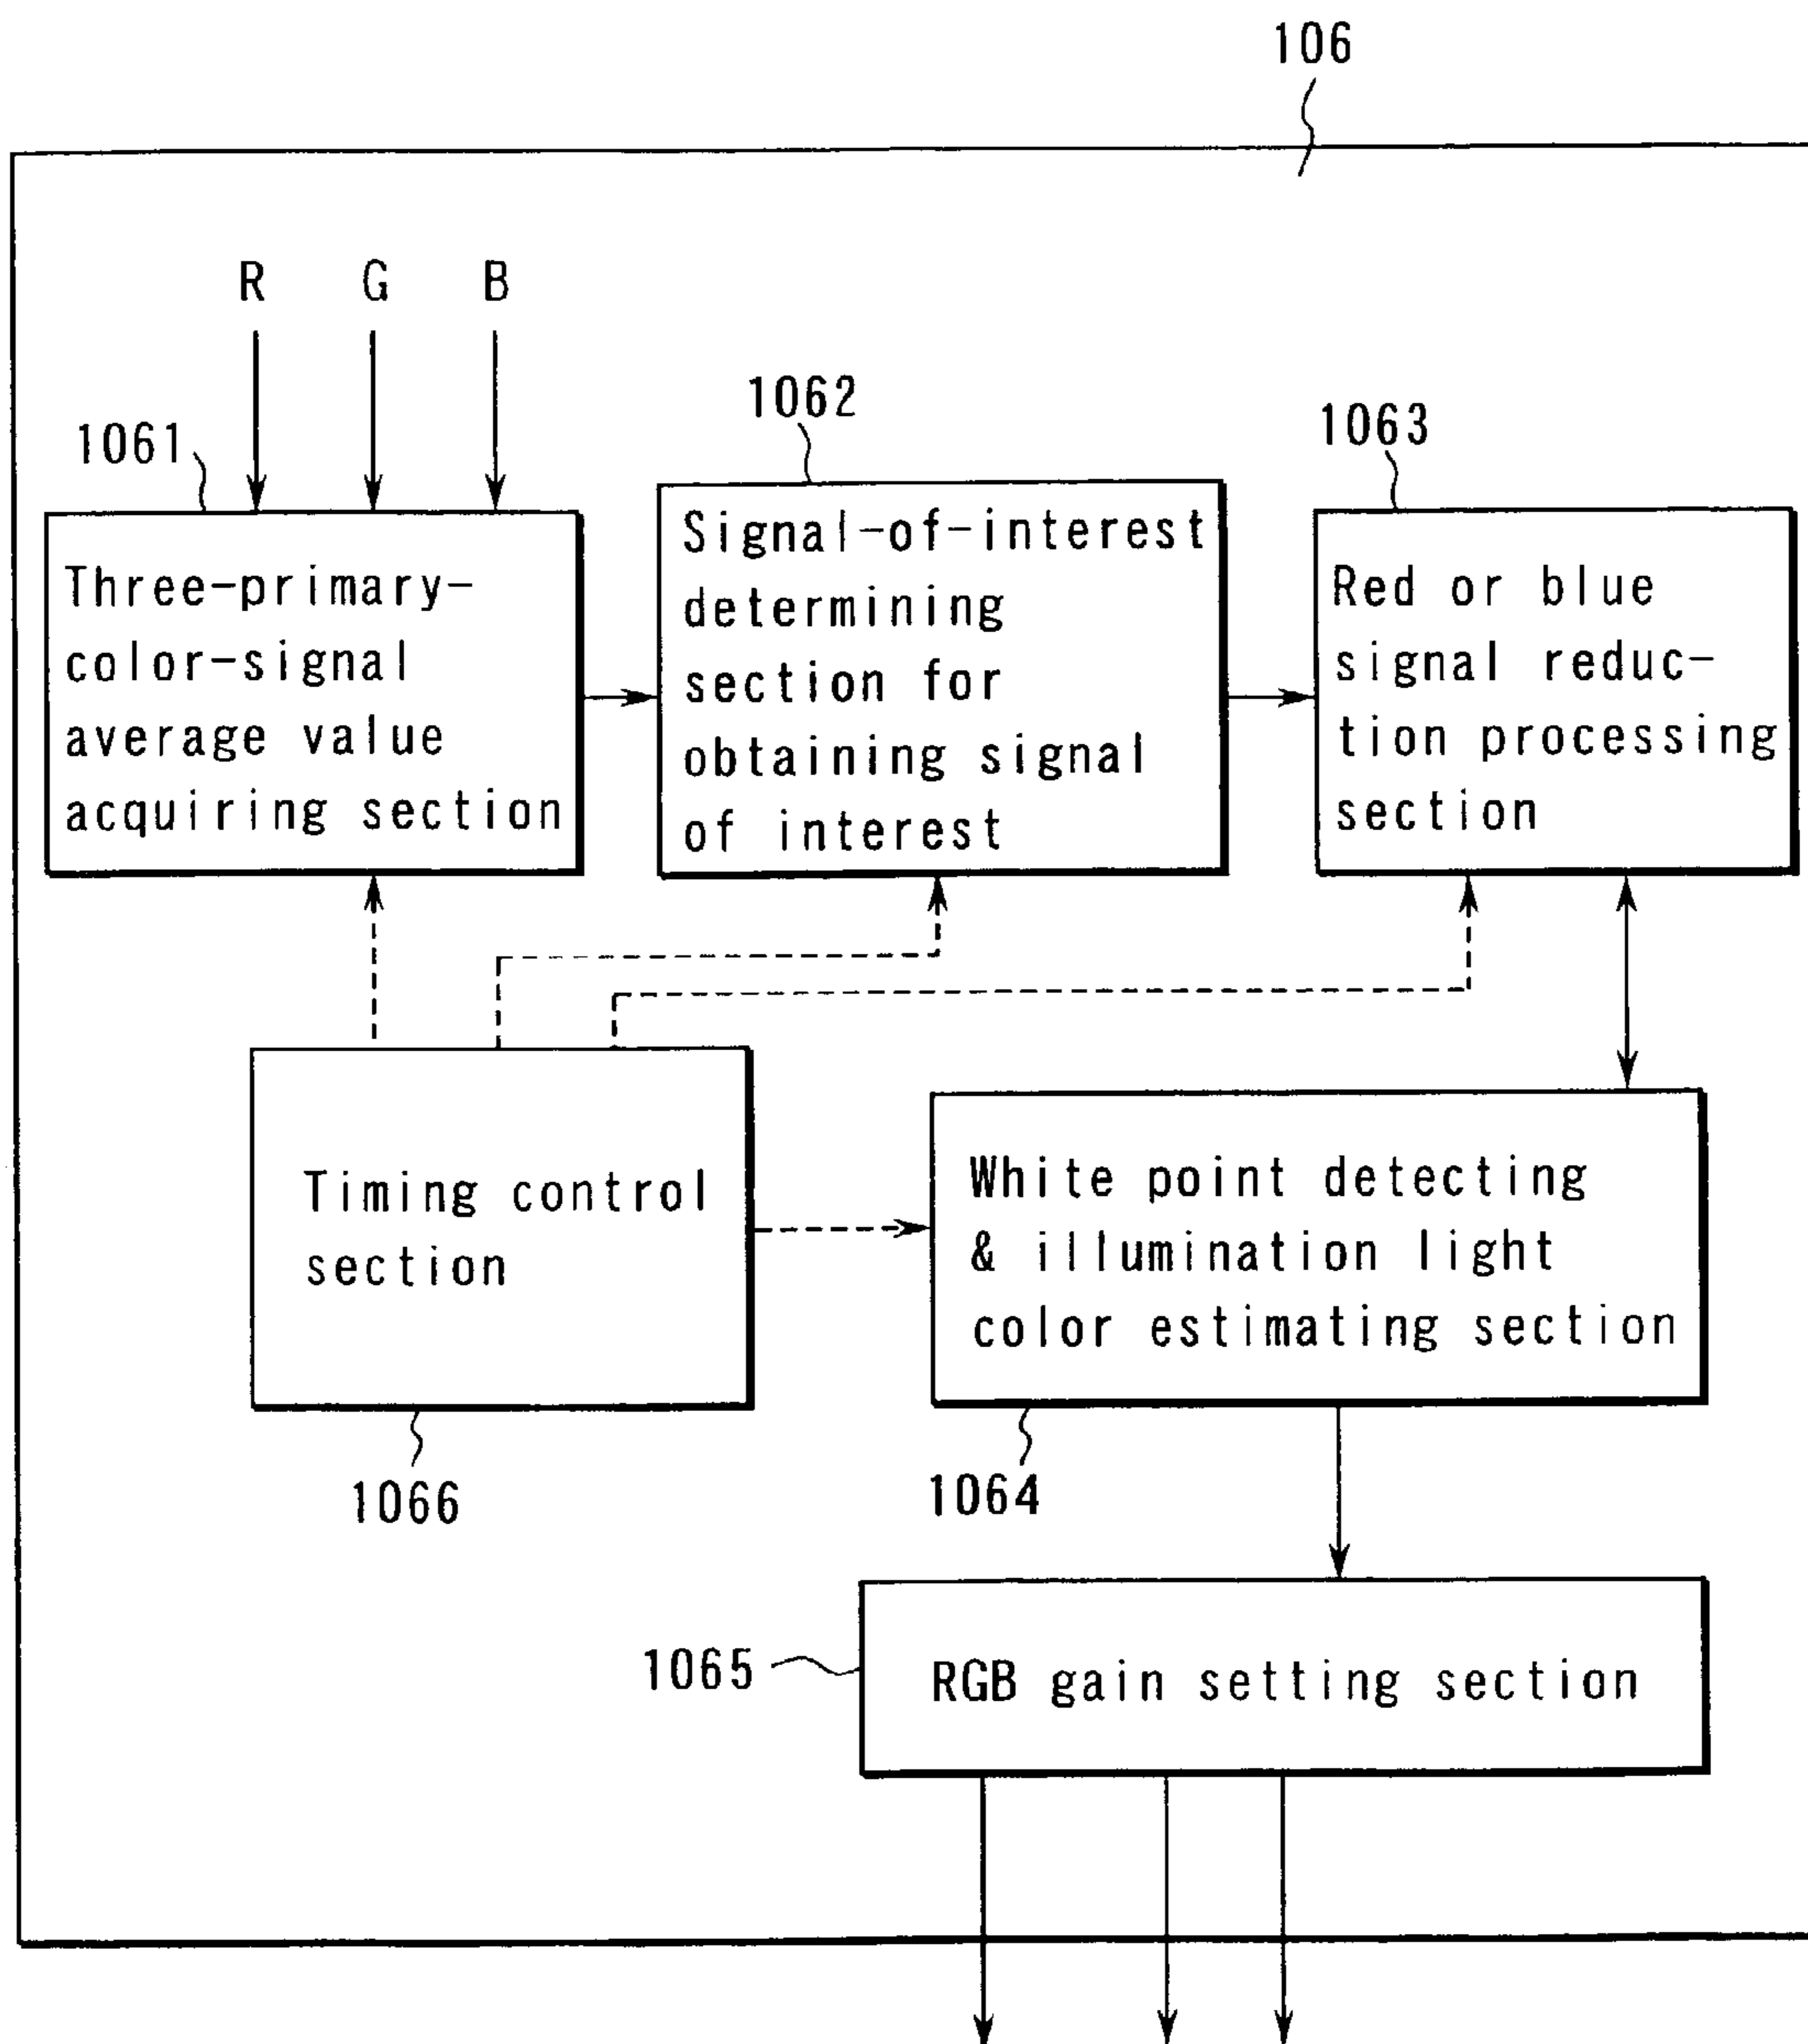 106
R G B
1061
1062
1063
Three-primary-
color-signal
average value
acquiring section
Signal-of-interest
determining
section for
obtaining signal
of interest
Red or blue
signal reduc-
tion processing
section
Timing control
section
White point detecting
& illumination light
color estimating section
1066
1064
1065
RGB gain setting section